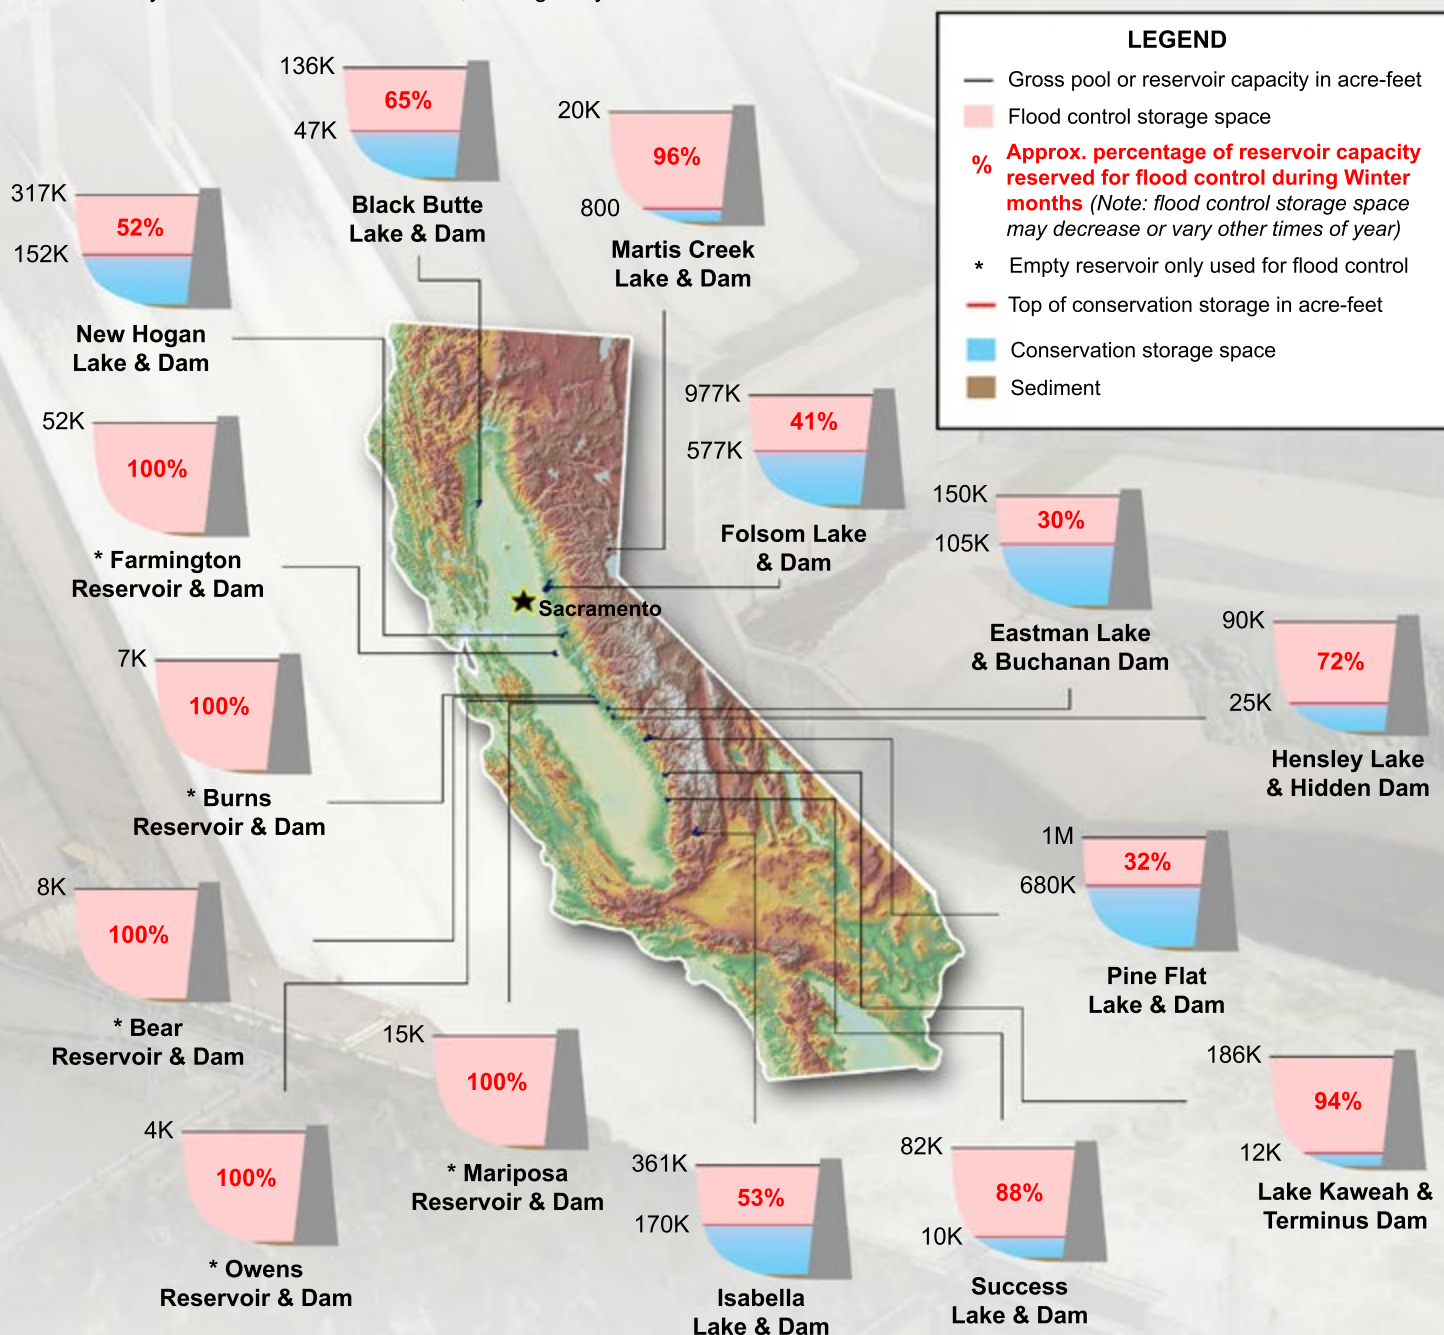 LEGEND
Gross pool or reservoir capacity in acre-feet
Flood control storage space
% Approx. percentage of reservoir capacity
reserved for flood control during Winter
months (Note: flood control storage space
may decrease or vary other times of year)
* Empty reservoir only used for flood control
Top of conservation storage in acre-feet
Conservation storage space
Sediment
136K
65%
47K
Black Butte
Lake & Dam
20K
96%
800
Martis Creek
Lake & Dam
317K
52%
152K
New Hogan
Lake & Dam
977K
41%
577K
Folsom Lake
& Dam
52K
100%
* Farmington
Reservoir & Dam
150K
30%
105K
Eastman Lake
& Buchanan Dam
Sacramento
90K
72%
25K
Hensley Lake
& Hidden Dam
7K
100%
* Burns
Reservoir & Dam
1M
32%
680K
Pine Flat
Lake & Dam
8K
100%
* Bear
Reservoir & Dam
15K
100%
* Mariposa
Reservoir & Dam
186K
94%
12K
Lake Kaweah &
Terminus Dam
4K
100%
* Owens
Reservoir & Dam
361K
53%
170K
Isabella
Lake & Dam
82K
88%
10K
Success
Lake & Dam